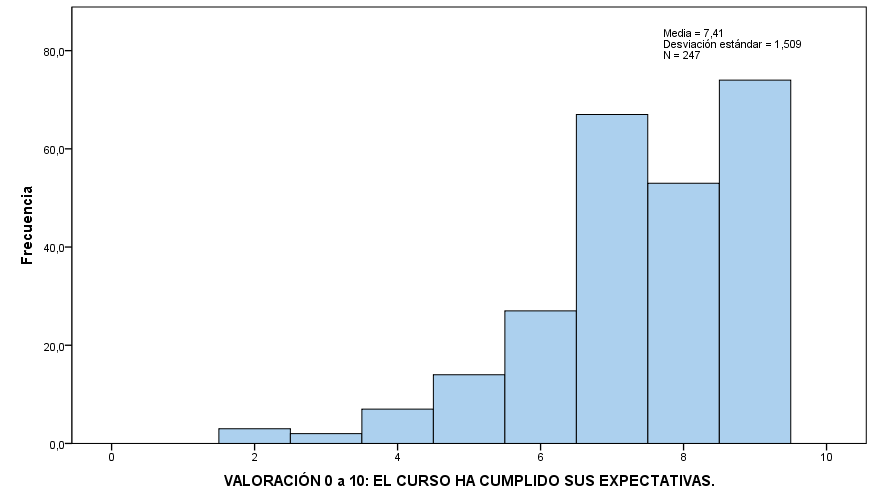 Media = 7,41
Desviación estándar = 1,509
N = 247
80,0
60,0
40,0
20,0
0,0
Frecuencia
0 2 4 6 8 10
VALORACIÓN 0 a 10: EL CURSO HA CUMPLIDO SUS EXPECTATIVAS.